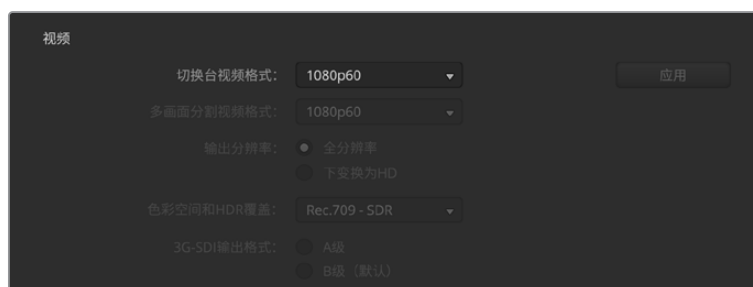 视频
切换台视频格式： 1080p60 应用
多画面分割视频格式： 1080p60
输出分辨率： 全分辨率
下变换为HD
色彩空间和HDR覆盖： Rec.709 - SDR
3G-SDI输出格式： A级
B级（默认）